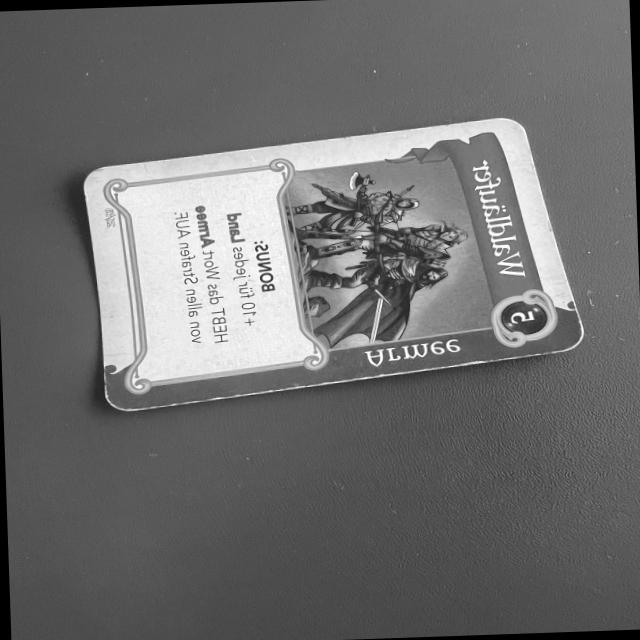 5
Waldläufer
Armee
BONUS:
+10 für jedes Land
HEBT das Wort Armee
von allen Strafen AUF.